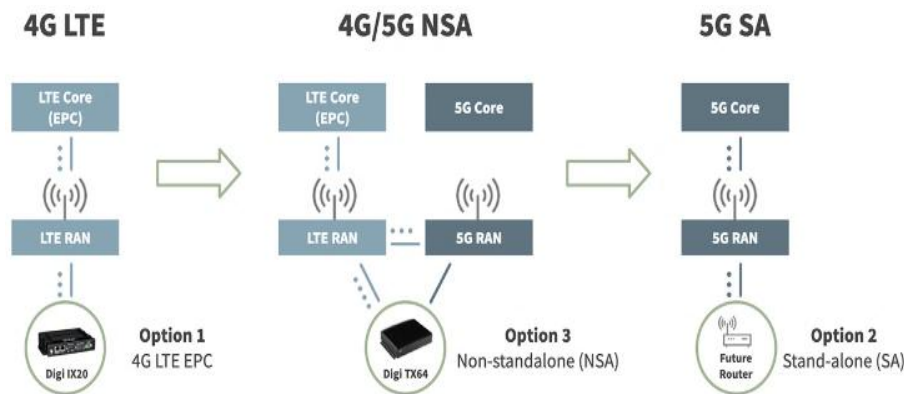 4G LTE
4G/5G NSA
5G SA
LTE Core
(EPC)
LTE Core
(EPC)
5G Core
5G Core
LTE RAN
LTE RAN
5G RAN
5G RAN
Digi IX20
Option 1
4G LTE EPC
Digi TX64
Option 3
Non-standalone (NSA)
Future
Router
Option 2
Stand-alone (SA)